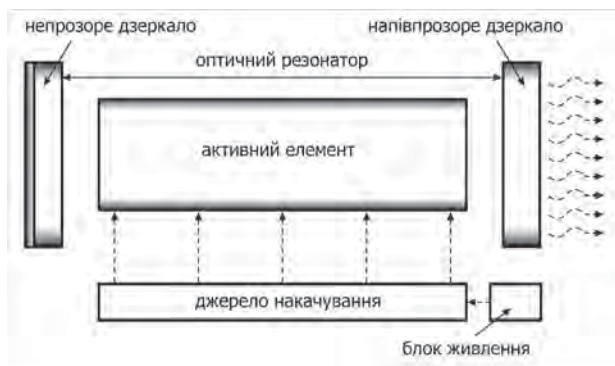 непрозоре дзеркало
напівпрозоре дзеркало
оптичний резонатор
активний елемент
джерело накачування
блок живлення